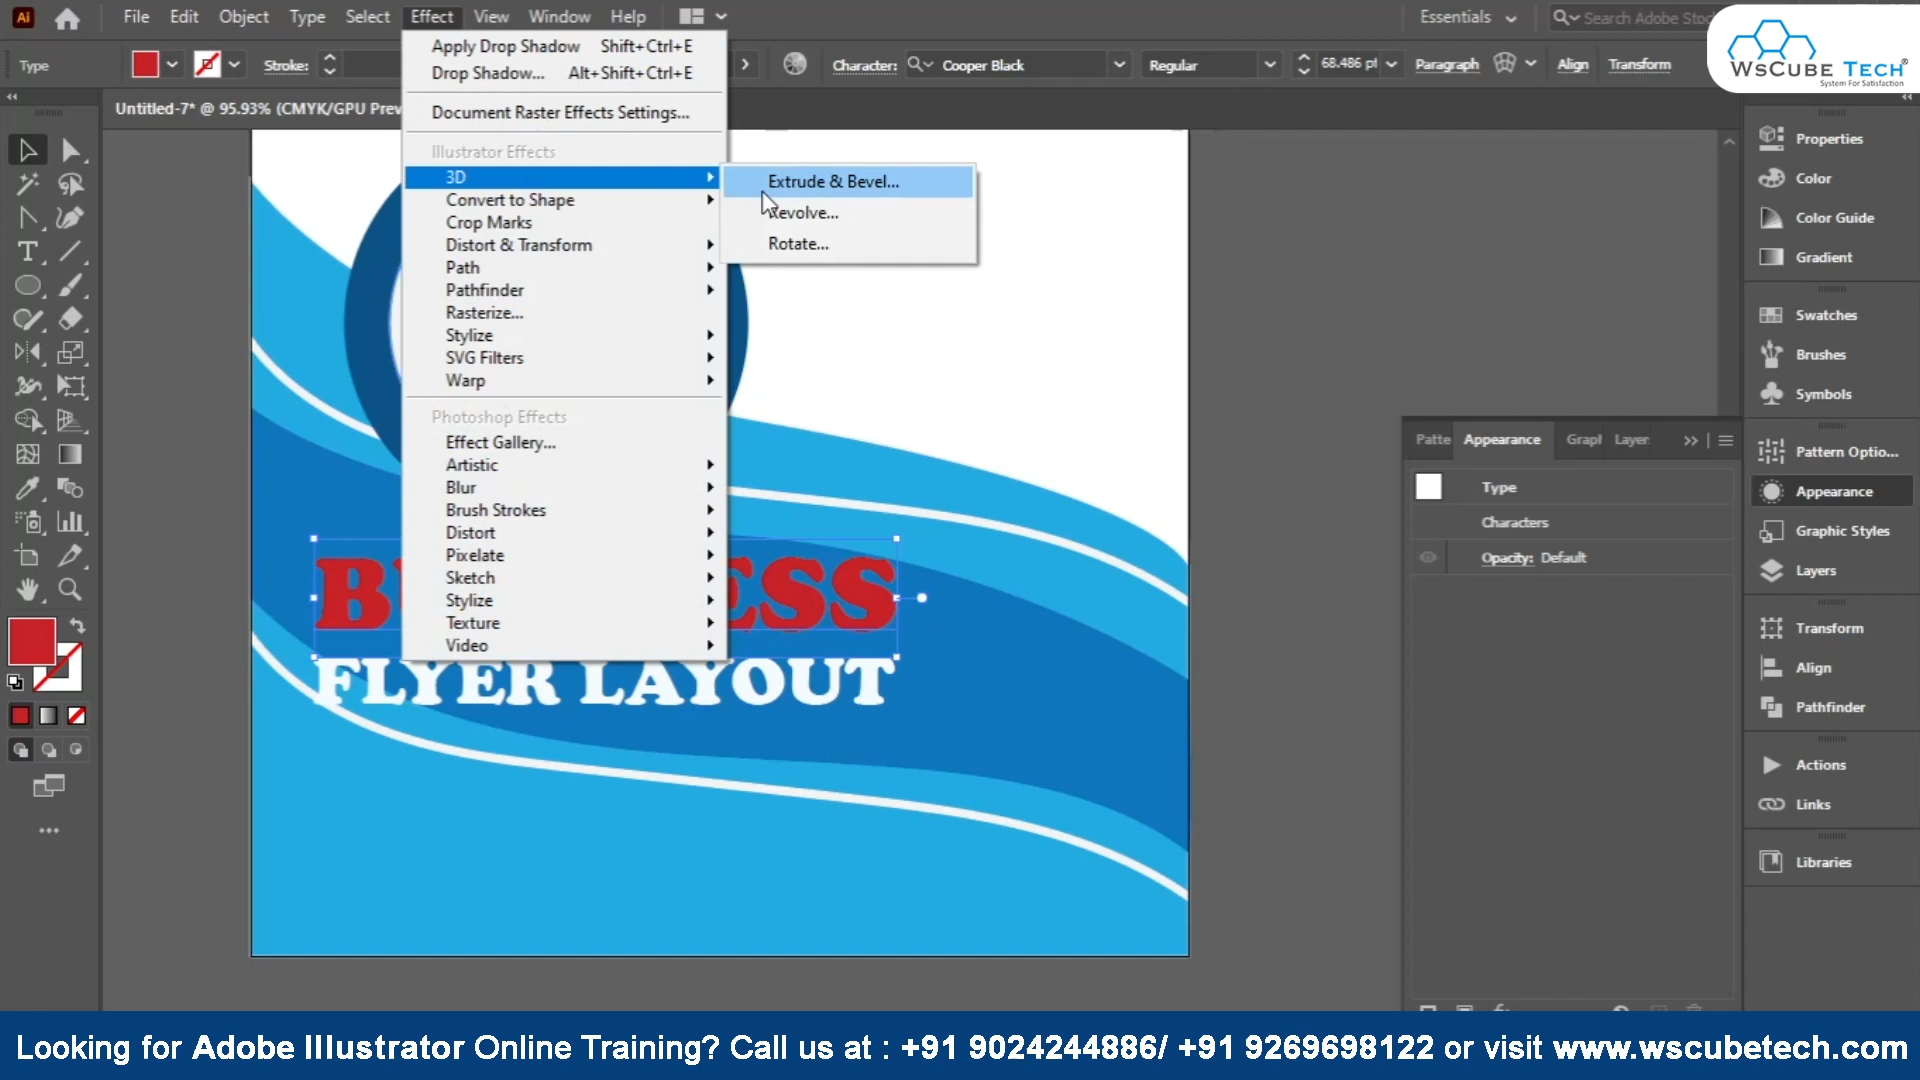 Ai File Edit Object Type Select Effect View Window Help Essentials Search Adobe Stoc
WsCube Tech®
System For Satisfaction
Type Stroke: Character: Cooper Black Regular 68.486 pt Paragraph Align Transform
Untitled-7* @ 95.93% (CMYK/GPU Prev
Apply Drop Shadow Shift+Ctrl+E
Drop Shadow... Alt+Shift+Ctrl+E
Document Raster Effects Settings...
Illustrator Effects
3D
Convert to Shape
Crop Marks
Distort & Transform
Path
Pathfinder
Rasterize...
Stylize
SVG Filters
Warp
Photoshop Effects
Effect Gallery...
Artistic
Blur
Brush Strokes
Distort
Pixelate
Sketch
Stylize
Texture
Video
Extrude & Bevel...
Revolve...
Rotate...
B ESS
FLYER LAYOUT
Patte Appearance Graph Layer
Type
Characters
Opacity: Default
Properties
Color
Color Guide
Gradient
Swatches
Brushes
Symbols
Pattern Optio...
Appearance
Graphic Styles
Layers
Transform
Align
Pathfinder
Actions
Links
Libraries
Looking for Adobe Illustrator Online Training? Call us at : +91 9024244886/ +91 9269698122 or visit www.wscubetech.com